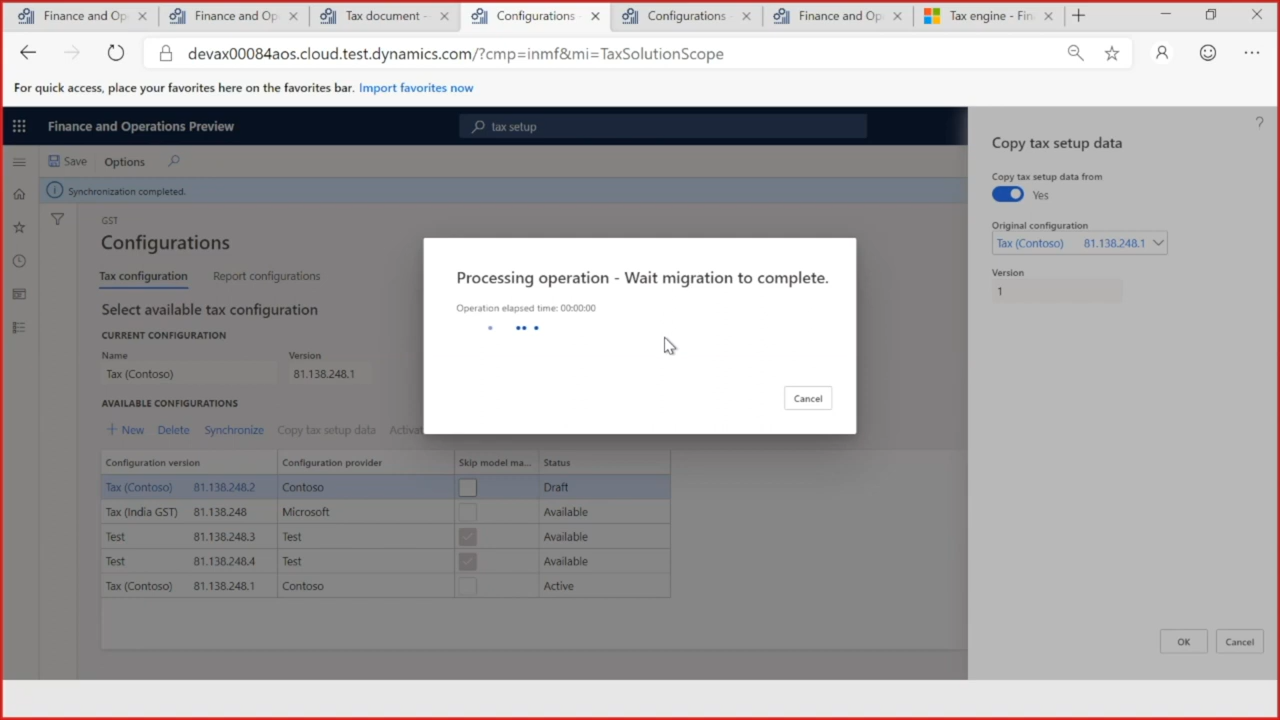 Finance and Op
Finance and Op
Tax document -
Configurations -
Configurations -
Finance and Op
Tax engine - Fin
devax00084aos.cloud.test.dynamics.com/?cmp=inmf&mi=TaxSolutionScope
For quick access, place your favorites here on the favorites bar. Import favorites now
Finance and Operations Preview
tax setup
?
Save Options
Synchronization completed.
GST
Configurations
Tax configuration Report configurations
Select available tax configuration
CURRENT CONFIGURATION
Name Version
Tax (Contoso) 81.138.248.1
AVAILABLE CONFIGURATIONS
+ New Delete Synchronize Copy tax setup data Activat
Configuration version Configuration provider Skip model ma... Status
Tax (Contoso) 81.138.248.2 Contoso Draft
Tax (India GST) 81.138.248 Microsoft Available
Test 81.138.248.3 Test Available
Test 81.138.248.4 Test Available
Tax (Contoso) 81.138.248.1 Contoso Active
Processing operation - Wait migration to complete.
Operation elapsed time: 00:00:00
Cancel
Copy tax setup data
Copy tax setup data from
Yes
Original configuration
Tax (Contoso) 81.138.248.1
Version
1
OK Cancel